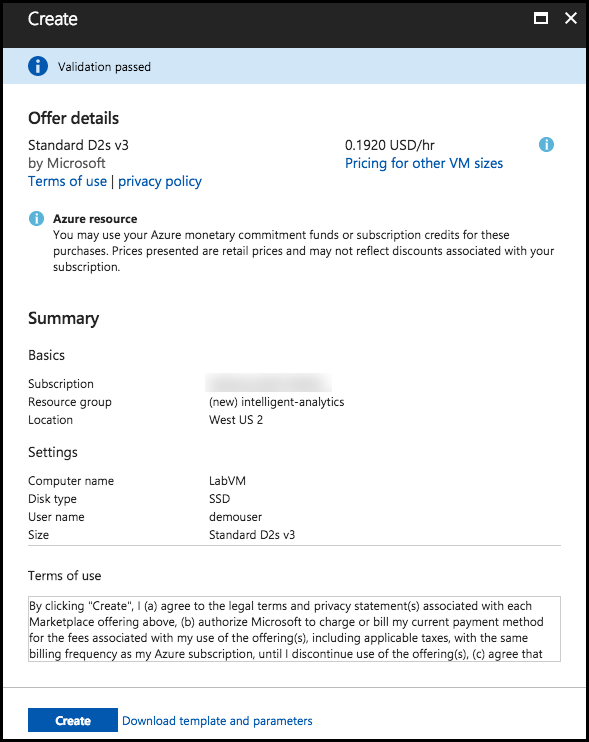 Create
Validation passed
Offer details
Standard D2s v3 0.1920 USD/hr
by Microsoft Pricing for other VM sizes
Terms of use | privacy policy
Azure resource
You may use your Azure monetary commitment funds or subscription credits for these
purchases. Prices presented are retail prices and may not reflect discounts associated with your
subscription.
Summary
Basics
Subscription
Resource group (new) intelligent-analytics
Location West US 2
Settings
Computer name LabVM
Disk type SSD
User name demouser
Size Standard D2s v3
Terms of use
By clicking "Create", I (a) agree to the legal terms and privacy statement(s) associated with each
Marketplace offering above, (b) authorize Microsoft to charge or bill my current payment method
for the fees associated with my use of the offering(s), including applicable taxes, with the same
billing frequency as my Azure subscription, until I discontinue use of the offering(s), (c) agree that
Create Download template and parameters